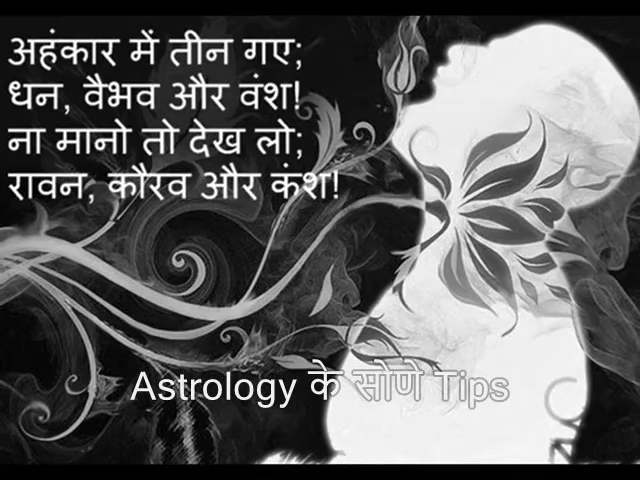 अहंकार में तीन गए;
धन, वैभव और वंश!
ना मानो तो देख लो;
रावन, कौरव और कंश!
Astrology के सोणे Tips